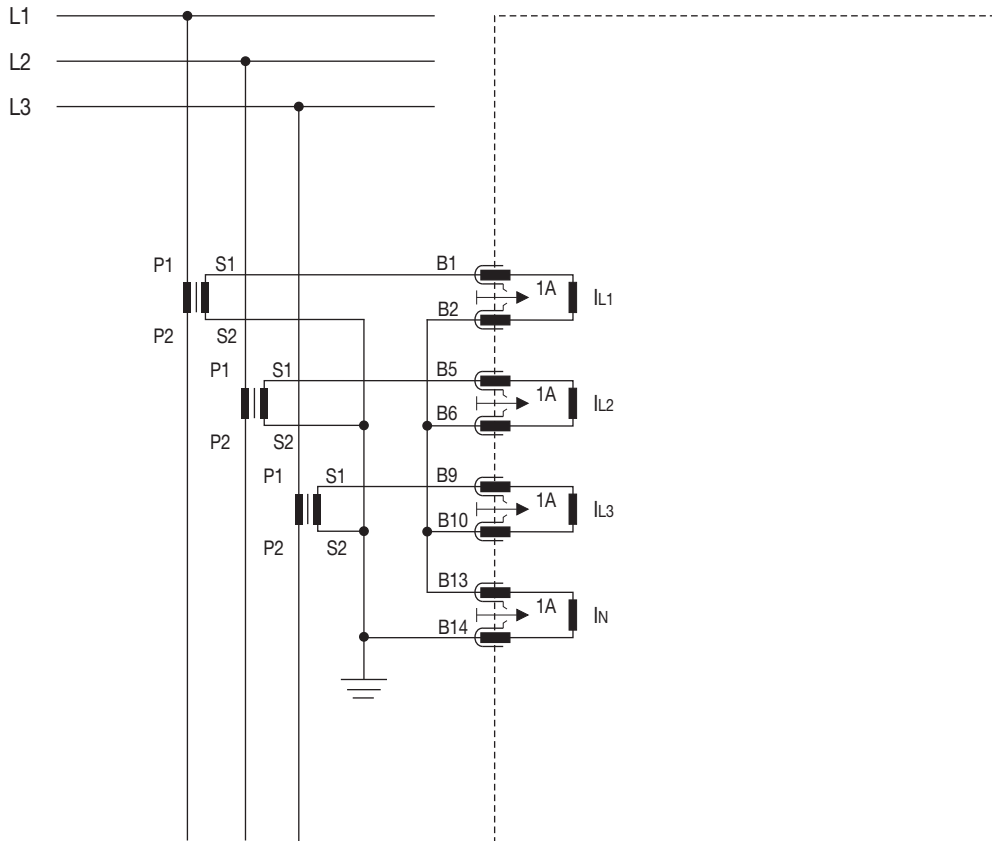 L1
L2
L3
P1 S1 B1 1A IL1
P2 S2 B2
P1 S1 B5 1A IL2
P2 S2 B6
P1 S1 B9 1A IL3
P2 S2 B10
B13 1A IN
B14